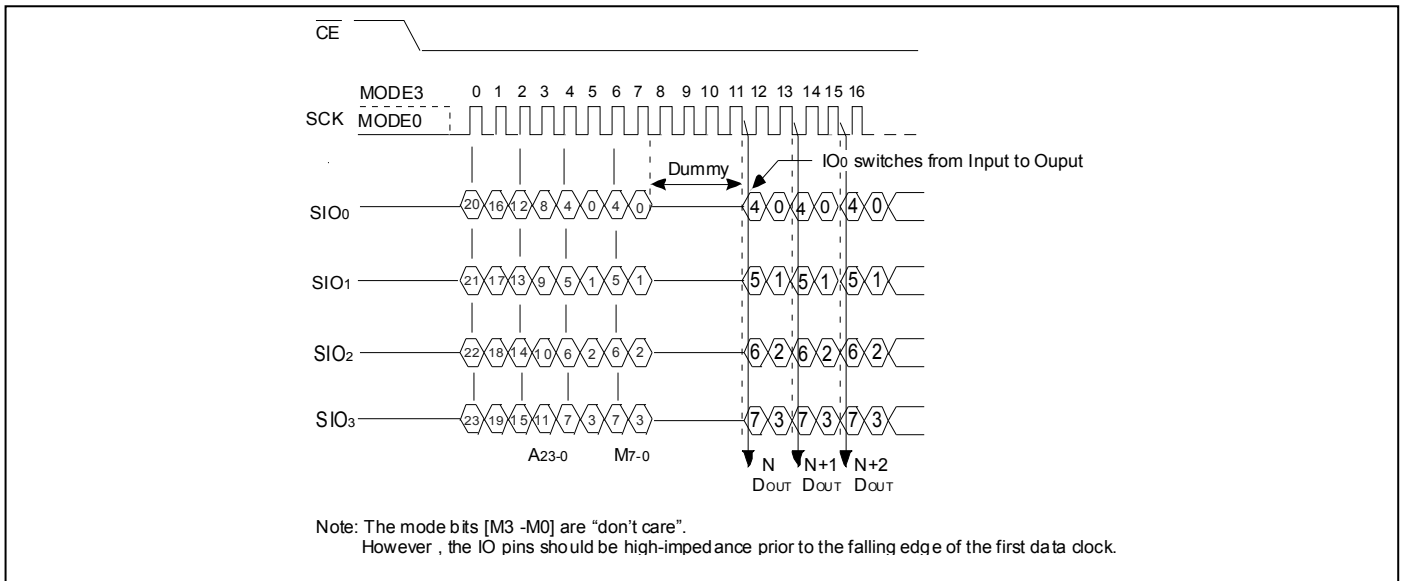 CE
MODE3 0 1 2 3 4 5 6 7 8 9 10 11 12 13 14 15 16
SCK MODE0
Dummy IO0 switches from Input to Ouput
SIO0 20 16 12 8 4 0 4 0 4 0 4 0 4 0
SIO1 21 17 13 9 5 1 5 1 5 1 5 1 5 1
SIO2 22 18 14 10 6 2 6 2 6 2 6 2 6 2
SIO3 23 19 15 11 7 3 7 3 7 3 7 3 7 3
A23-0 M7-0 N N+1 N+2
DOUT DOUT DOUT
Note: The mode bits [M3 -M0] are “don’t care”.
However , the IO pins should be high-impedance prior to the falling edge of the first data clock.